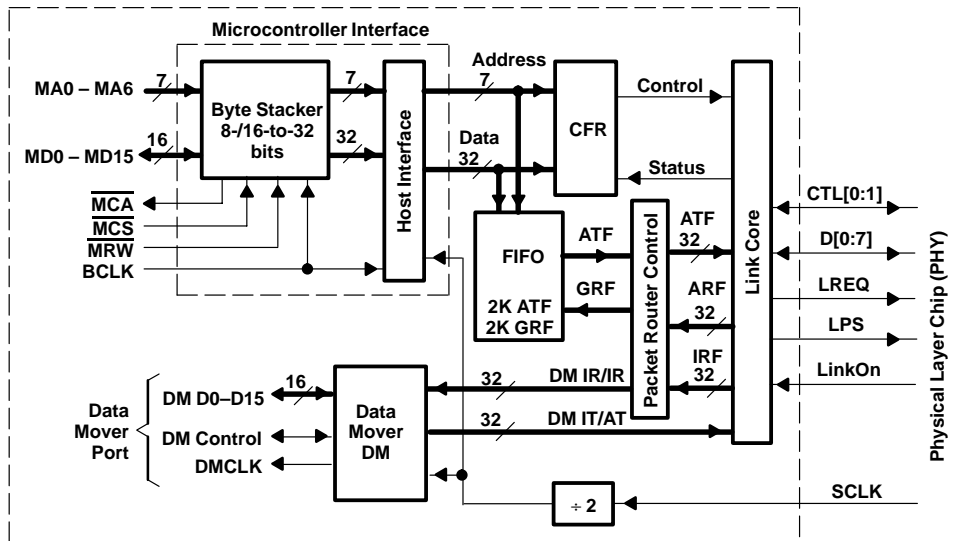 Microcontroller Interface
MA0 – MA6
7
Byte Stacker
8-/16-to-32
bits
7
Host Interface
Address
7
CFR
Control
Link Core
MD0 – MD15
16
32
Data
32
Status
MCA
MCS
MRW
BCLK
FIFO
2K ATF
2K GRF
ATF
GRF
Packet Router Control
ATF
32
ARF
32
IRF
32
CTL[0:1]
D[0:7]
LREQ
LPS
LinkOn
Physical Layer Chip (PHY)
Data
Mover
Port
DM D0–D15
16
DM Control
DMCLK
Data
Mover
DM
32
DM IR/IR
32
DM IT/AT
÷ 2
SCLK